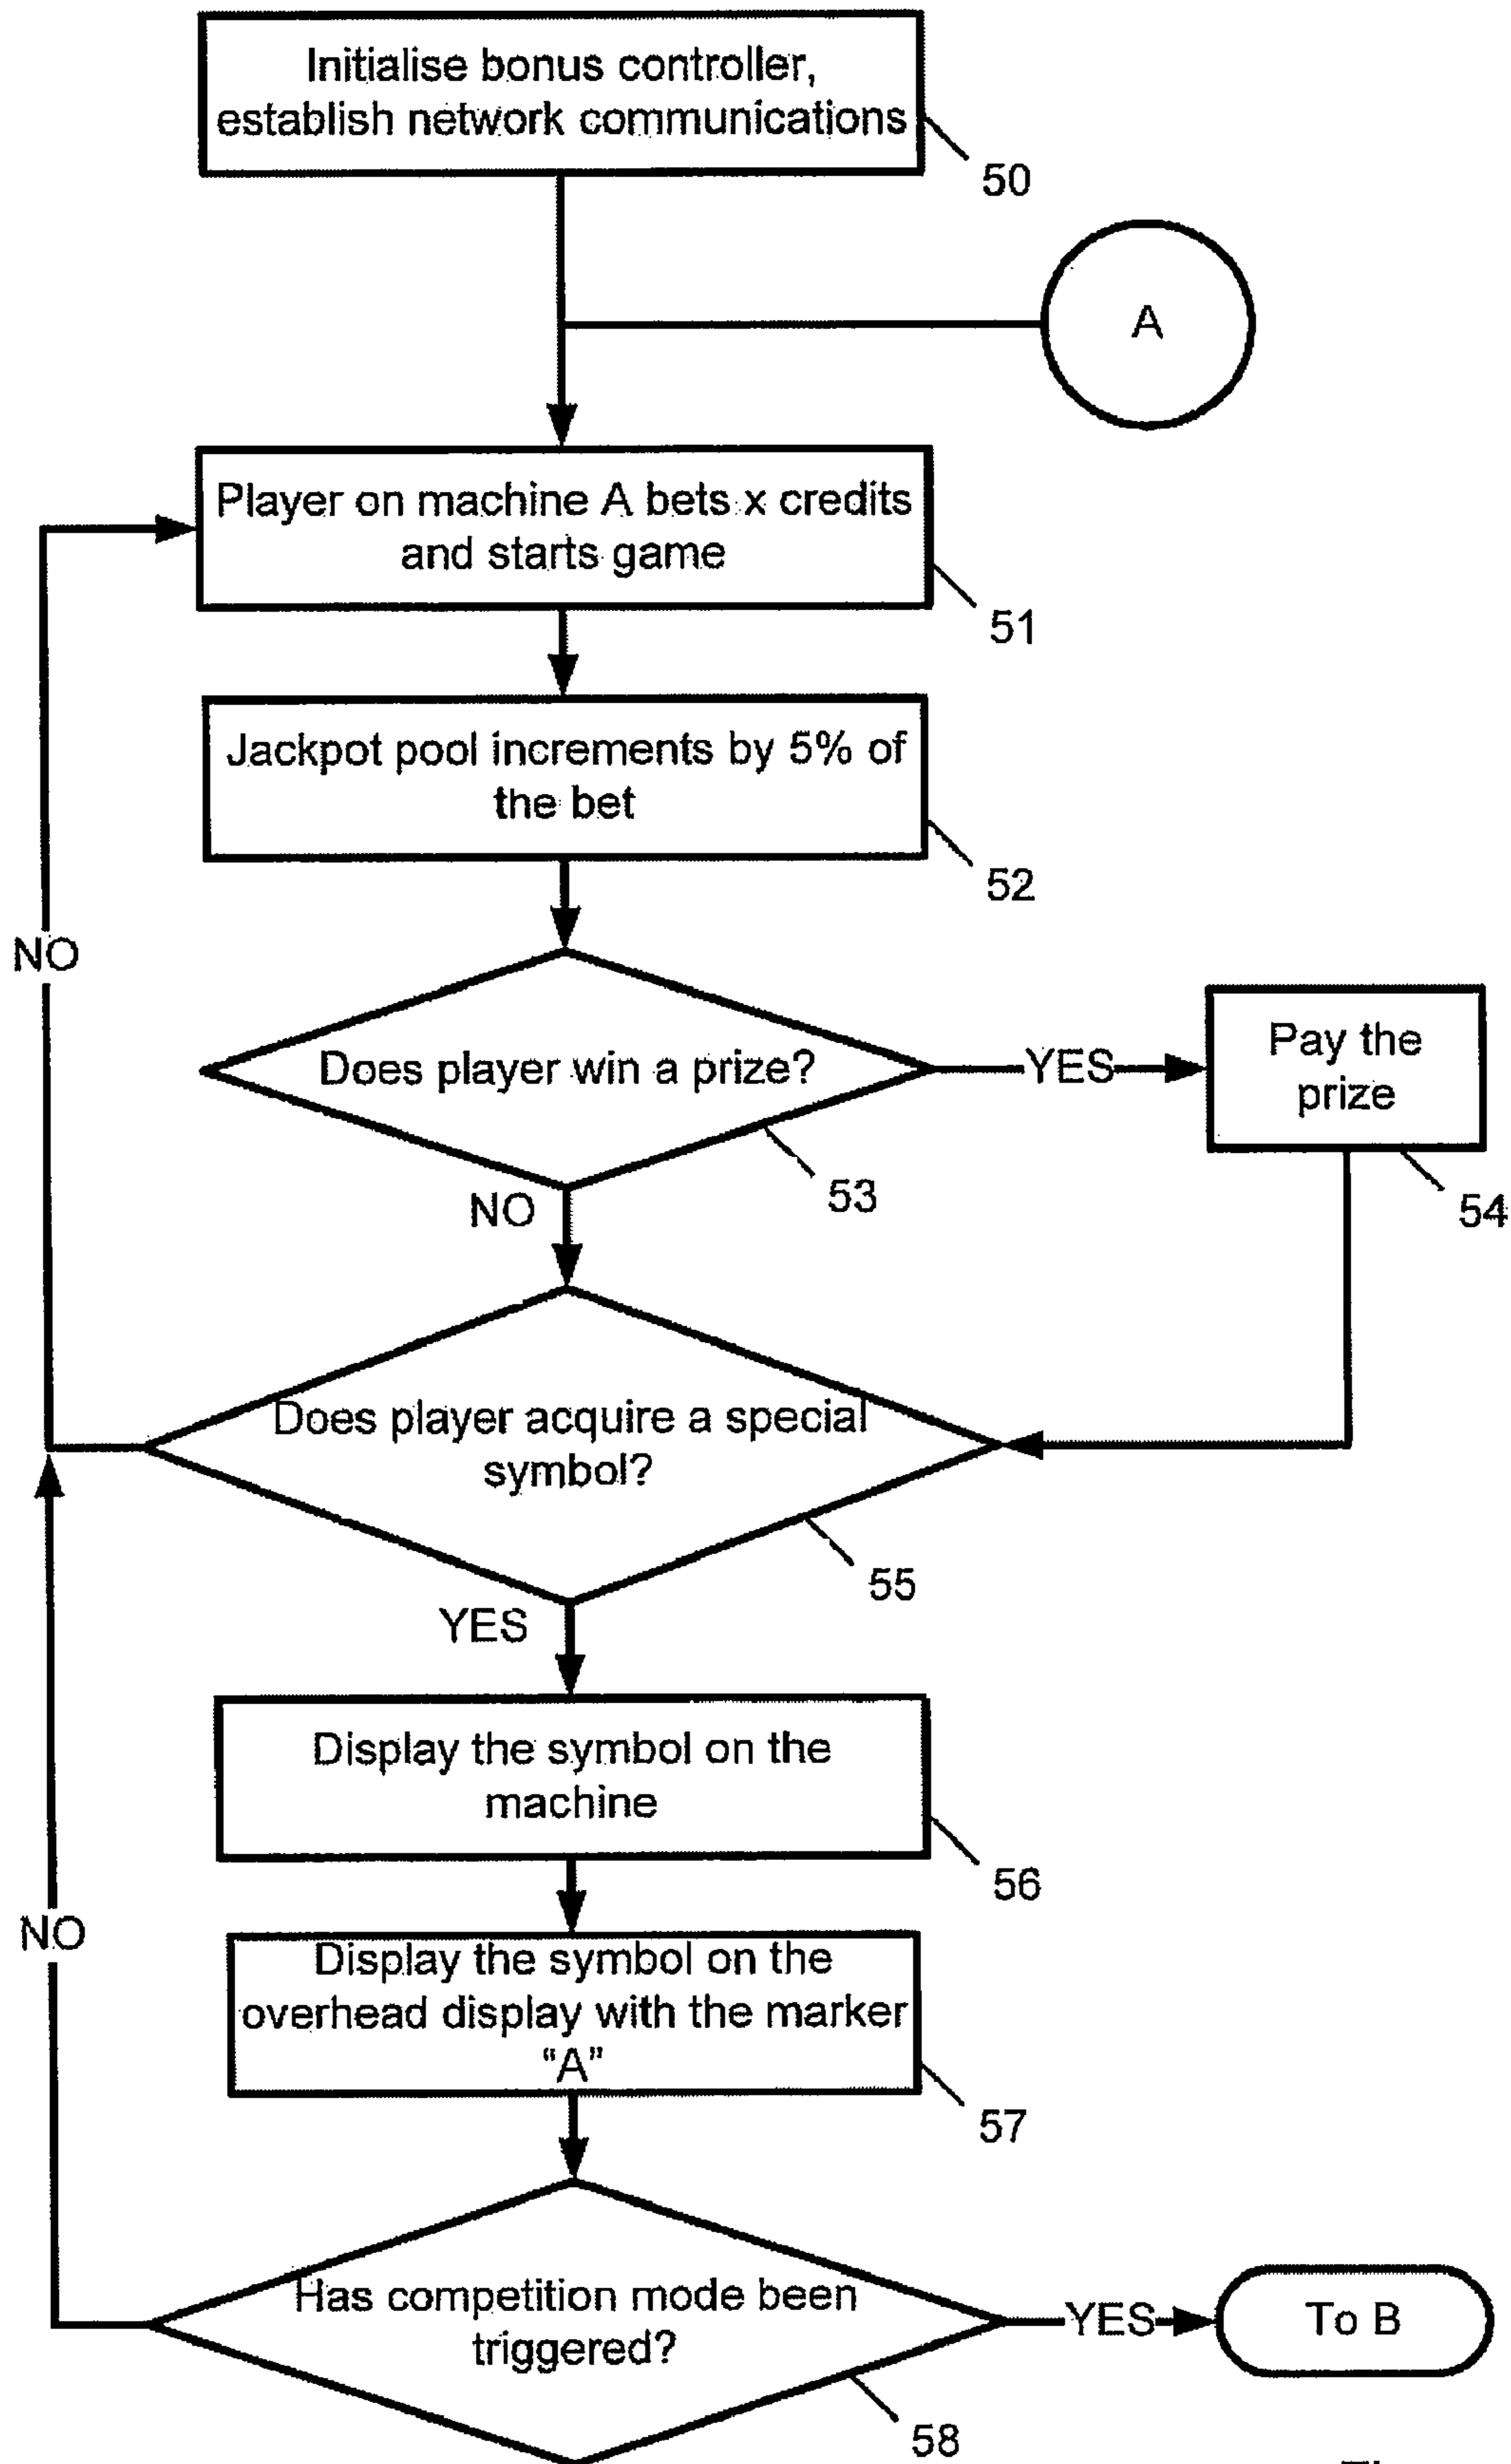 Initialise bonus controller,
establish network communications
50
A
Player on machine A bets x credits
and starts game
51
Jackpot pool increments by 5% of
the bet
52
NO
Does player win a prize?
YES
Pay the
prize
53
54
NO
Does player acquire a special
symbol?
55
YES
Display the symbol on the
machine
56
NO
Display the symbol on the
overhead display with the marker
“A”
57
Has competition mode been
triggered?
YES
To B
58